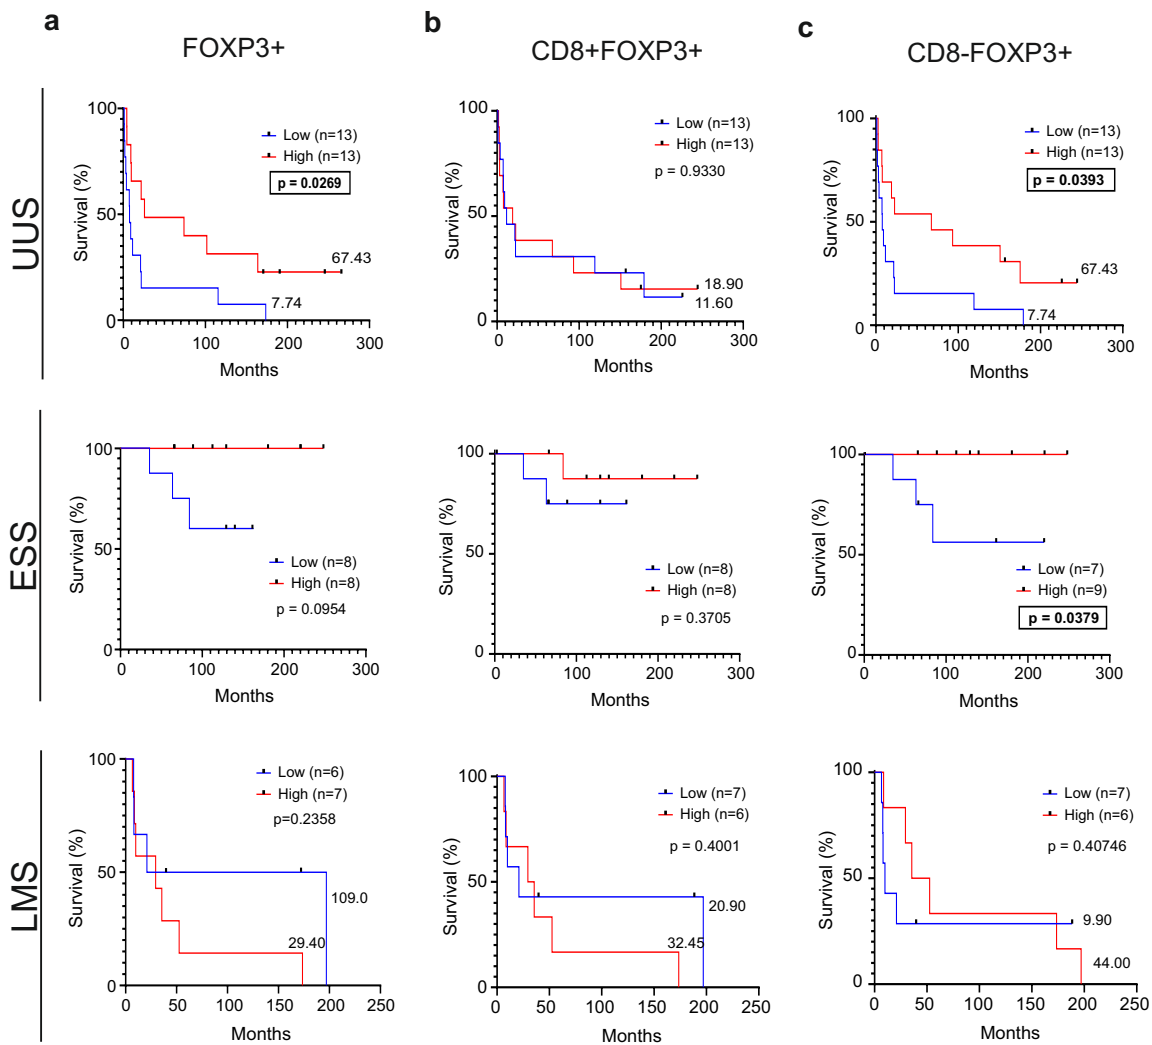 a
b
c
FOXP3+
CD8+FOXP3+
CD8-FOXP3+
UUS
100
50
0
Survival (%)
0 100 200 300
Months
Low (n=13)
High (n=13)
p = 0.0269
67.43
7.74
100
50
0
Survival (%)
0 100 200 300
Months
Low (n=13)
High (n=13)
p = 0.9330
18.90
11.60
100
50
0
Survival (%)
0 100 200 300
Months
Low (n=13)
High (n=13)
p = 0.0393
67.43
7.74
ESS
100
50
0
Survival (%)
0 100 200 300
Months
Low (n=8)
High (n=8)
p = 0.0954
100
50
0
Survival (%)
0 100 200 300
Months
Low (n=8)
High (n=8)
p = 0.3705
100
50
0
Survival (%)
0 100 200 300
Months
Low (n=7)
High (n=9)
p = 0.0379
LMS
100
50
0
Survival (%)
0 50 100 150 200 250
Months
Low (n=6)
High (n=7)
p=0.2358
109.0
29.40
100
50
0
Survival (%)
0 50 100 150 200 250
Months
Low (n=7)
High (n=6)
p = 0.4001
20.90
32.45
100
50
0
Survival (%)
0 50 100 150 200 250
Months
Low (n=7)
High (n=6)
p = 0.40746
9.90
44.00